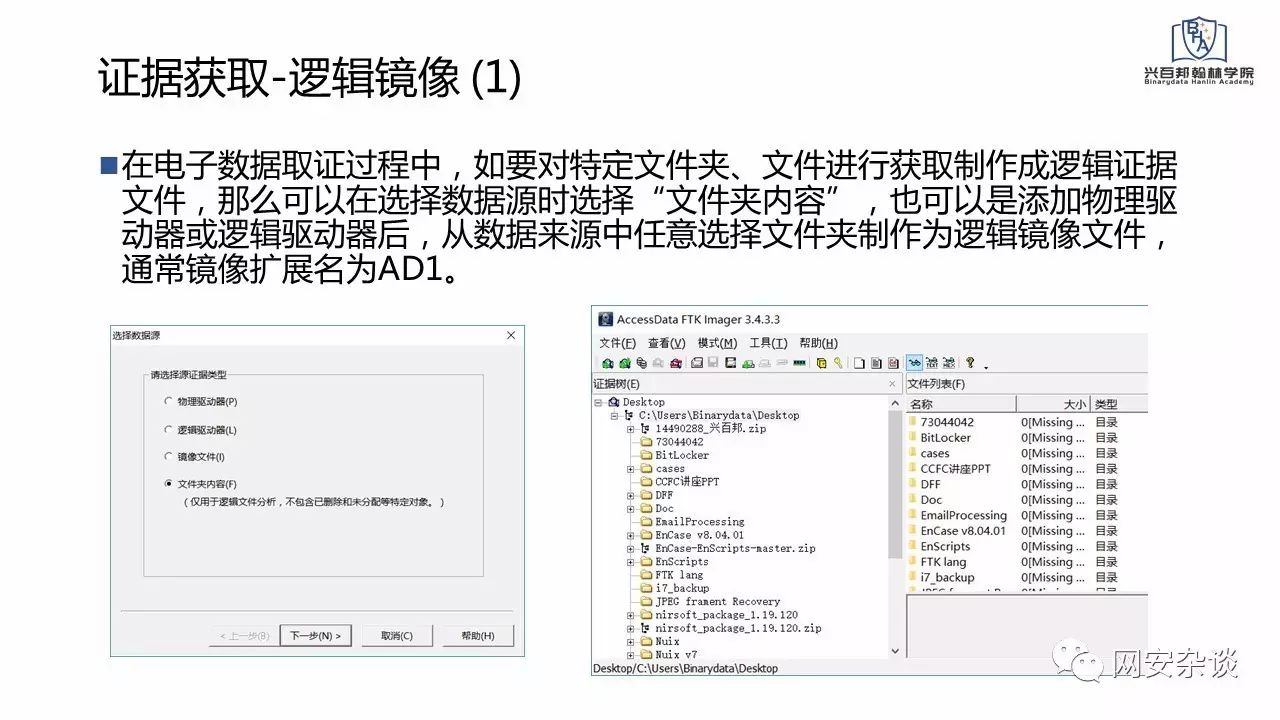 证据获取-逻辑镜像 (1)
BHA
兴百邦翰林学院
Binarydata Hanlin Academy
在电子数据取证过程中，如要对特定文件夹、文件进行获取制作成逻辑证据
文件，那么可以在选择数据源时选择“文件夹内容”，也可以是添加物理驱
动器或逻辑驱动器后，从数据来源中任意选择文件夹制作为逻辑镜像文件，
通常镜像扩展名为AD1。
选择数据源
请选择源证据类型
物理驱动器(P)
逻辑驱动器(L)
镜像文件(I)
文件夹内容(F)
（仅用于逻辑文件分析，不包含已删除和未分配等特定对象。）
< 上一步(B)
下一步(N) >
取消(C)
帮助(H)
AccessData FTK Imager 3.4.3.3
文件(F) 查看(V) 模式(M) 工具(T) 帮助(H)
证据树(E)
Desktop
C:\Users\Binarydata\Desktop
14490288_兴百邦.zip
73044042
BitLocker
cases
CCFC讲座PPT
DFF
Doc
EmailProcessing
EnCase v8.04.01
EnCase-EnScripts-master.zip
EnScripts
FTK lang
i7_backup
JPEG frament Recovery
nirsoft_package_1.19.120
nirsoft_package_1.19.120.zip
Nuix
Nuix v7
Desktop/C:\Users\Binarydata\Desktop
文件列表(F)
名称 大小 类型
73044042 0[Missing ... 目录
BitLocker 0[Missing ... 目录
cases 0[Missing ... 目录
CCFC讲座PPT 0[Missing ... 目录
DFF 0[Missing ... 目录
Doc 0[Missing ... 目录
EmailProcessing 0[Missing ... 目录
EnCase v8.04.01 0[Missing ... 目录
EnScripts 0[Missing ... 目录
FTK lang 0[Missing ... 目录
i7_backup 0[Missing ... 目录
网安杂谈